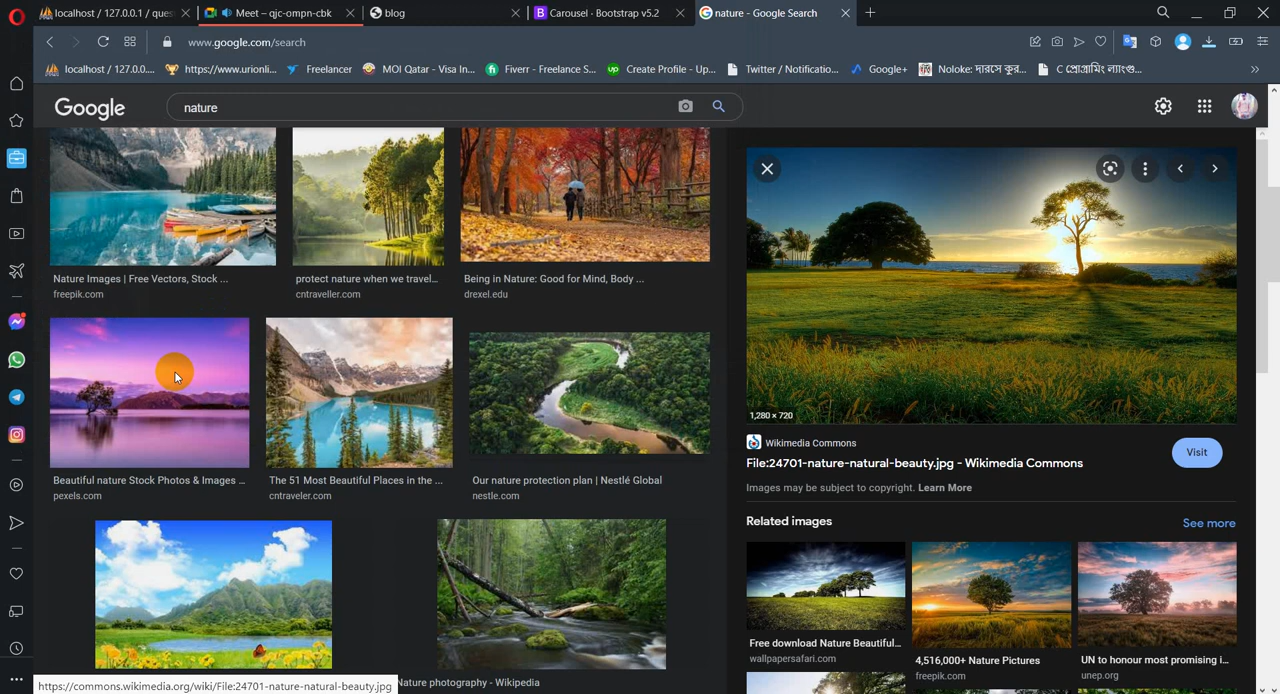 localhost / 127.0.0.1 / ques
Meet – qjc-ompn-cbk
blog
Carousel · Bootstrap v5.2
nature - Google Search
www.google.com/search
localhost / 127.0.0....
https://www.urionli...
Freelancer
MOI Qatar - Visa In...
Fiverr - Freelance S...
Create Profile - Up...
Twitter / Notificatio...
Google+
Noloke: দারসে কুর...
C প্রোগ্রামিং ল্যাংগু...
Google
nature
Nature Images | Free Vectors, Stock ...
freepik.com
protect nature when we travel...
cntraveller.com
Being in Nature: Good for Mind, Body ...
drexel.edu
Beautiful nature Stock Photos & Images ...
pexels.com
The 51 Most Beautiful Places in the ...
cntraveler.com
Our nature protection plan | Nestlé Global
nestle.com
Nature photography - Wikipedia
https://commons.wikimedia.org/wiki/File:24701-nature-natural-beauty.jpg
1,280 × 720
Wikimedia Commons
File:24701-nature-natural-beauty.jpg - Wikimedia Commons
Visit
Images may be subject to copyright. Learn More
Related images
See more
Free download Nature Beautiful...
wallpapersafari.com
4,516,000+ Nature Pictures
freepik.com
UN to honour most promising i...
unep.org